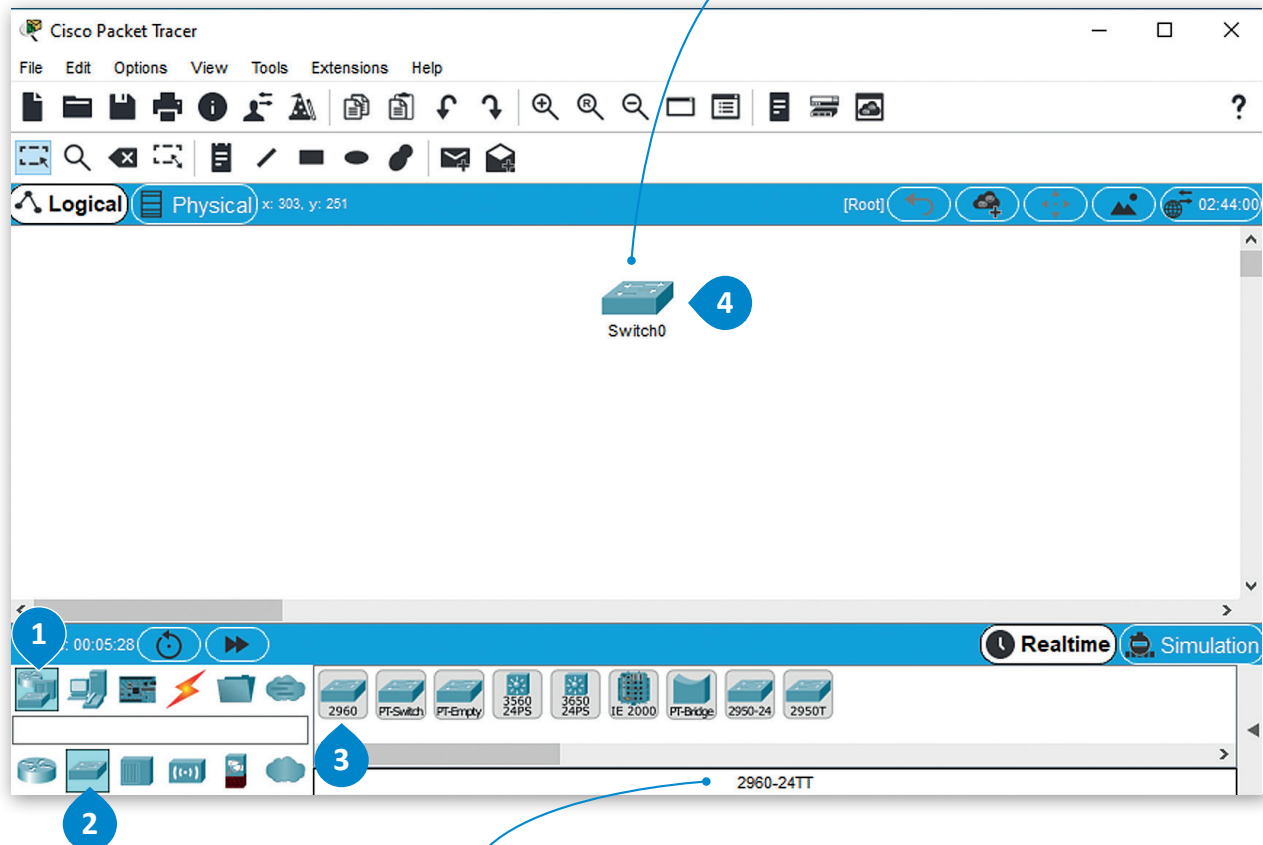 Cisco Packet Tracer
File Edit Options View Tools Extensions Help
Logical Physical x: 303, y: 251 [Root] 02:44:00
4
Switch0
1
: 00:05:28 Realtime Simulation
2960 PT-Switch PT-Empty 3560 24PS 3650 24PS IE 2000 PT-Bridge 2950-24 2950T
3
2960-24TT
2